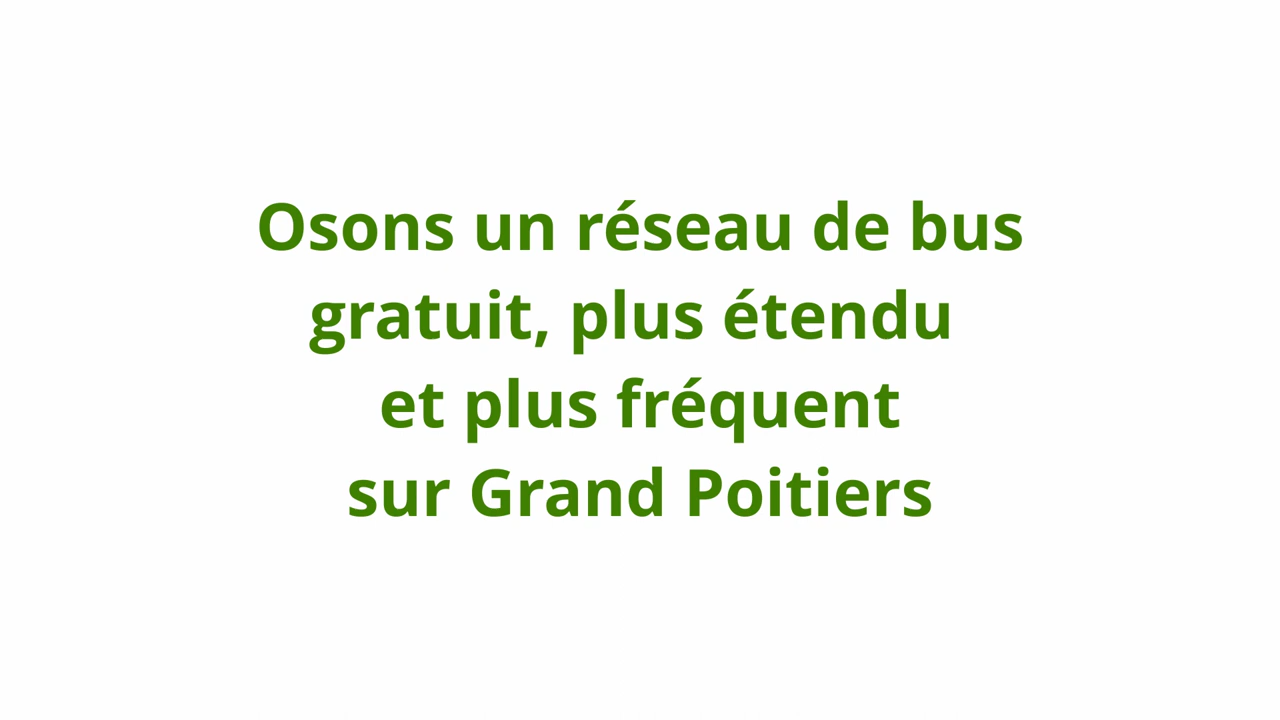 Osons un réseau de bus
gratuit, plus étendu
et plus fréquent
sur Grand Poitiers